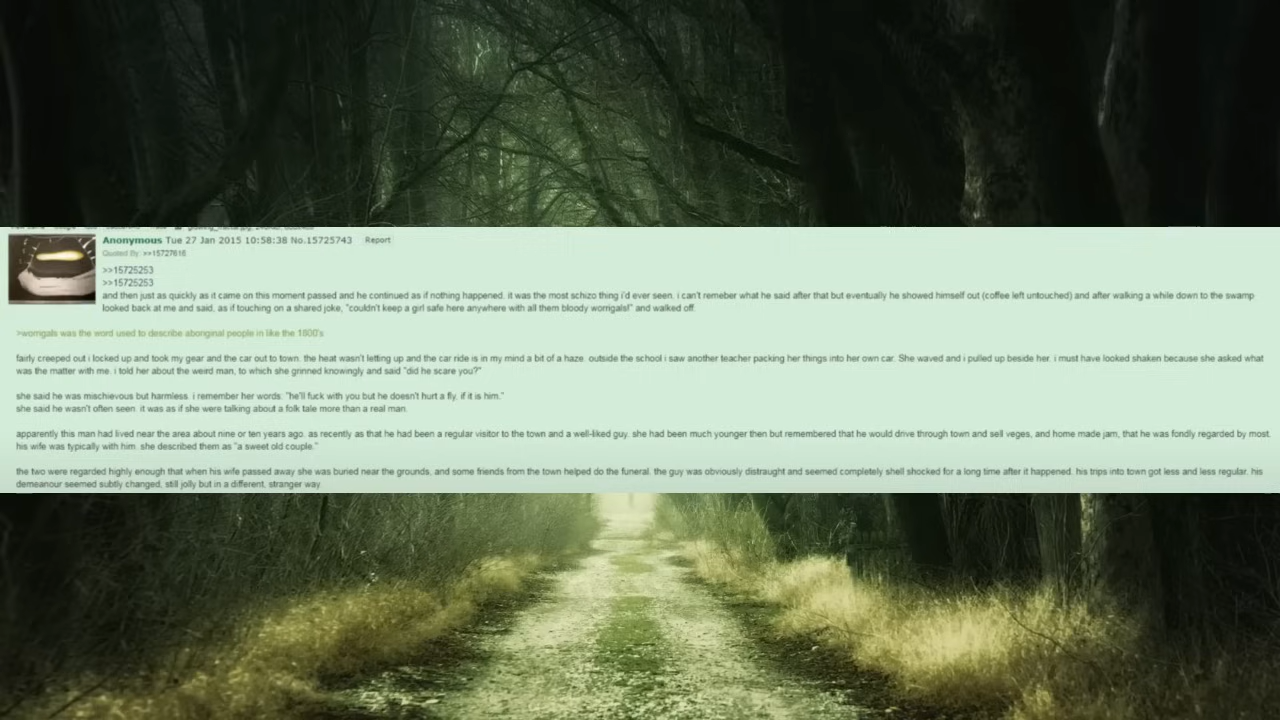 Anonymous Tue 27 Jan 2015 10:58:38 No.15725743 Report
Quoted By: >>15727616
>>15725253
>>15725253
and then just as quickly as it came on this moment passed and he continued as if nothing happened. it was the most schizo thing i'd ever seen. i can't remeber what he said after that but eventually he showed himself out (coffee left untouched) and after walking a while down to the swamp
looked back at me and said, as if touching on a shared joke, "couldn't keep a girl safe here anywhere with all them bloody worrigals!" and walked off.
>worrigals was the word used to describe aboriginal people in like the 1800's
fairly creeped out i locked up and took my gear and the car out to town. the heat wasn't letting up and the car ride is in my mind a bit of a haze. outside the school i saw another teacher packing her things into her own car. She waved and i pulled up beside her. i must have looked shaken because she asked what
was the matter with me. i told her about the weird man, to which she grinned knowingly and said "did he scare you?"
she said he was mischievous but harmless. i remember her words: "he'll fuck with you but he doesn't hurt a fly, if it is him."
she said he wasn't often seen. it was as if she were talking about a folk tale more than a real man.
apparently this man had lived near the area about nine or ten years ago. as recently as that he had been a regular visitor to the town and a well-liked guy. she had been much younger then but remembered that he would drive through town and sell veges, and home made jam, that he was fondly regarded by most.
his wife was typically with him. she described them as "a sweet old couple."
the two were regarded highly enough that when his wife passed away she was buried near the grounds, and some friends from the town helped do the funeral. the guy was obviously distraught and seemed completely shell shocked for a long time after it happened. his trips into town got less and less regular. his
demeanour seemed subtly changed, still jolly but in a different, stranger way.